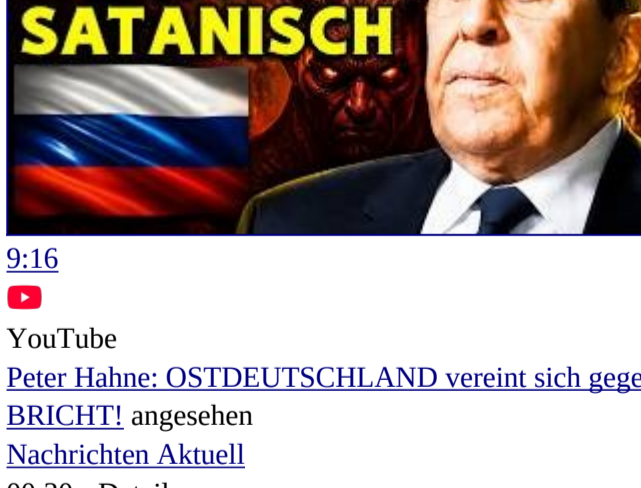 SATANISCH
9:16
YouTube
Peter Hahne: OSTDEUTSCHLAND vereint sich gege
BRICHT! angesehen
Nachrichten Aktuell